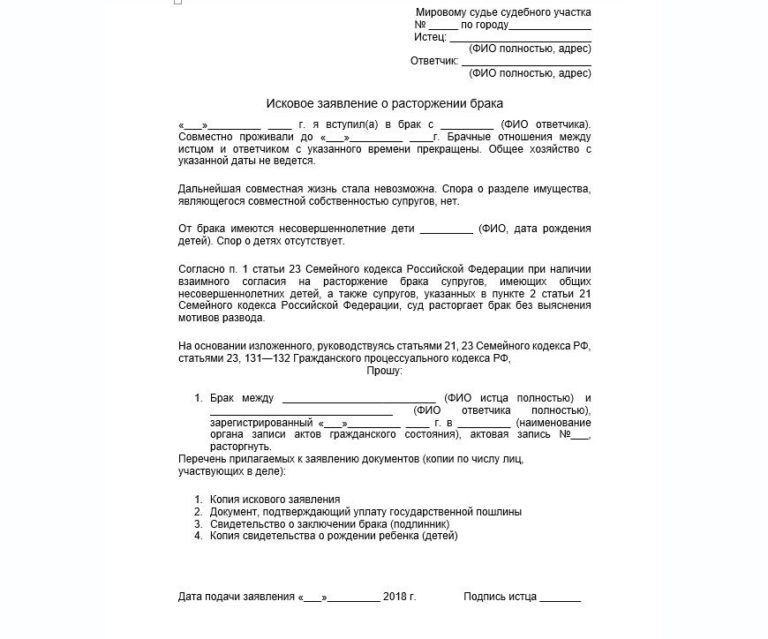 Мировому судье судебного участка
№ _____ по городу______________
Истец: ________________________
(ФИО полностью, адрес)
Ответчик: ______________________
(ФИО полностью, адрес)
Исковое заявление о расторжении брака
«___»_________ ____ г. я вступил(а) в брак с _________ (ФИО ответчика).
Совместно проживали до «___»_________ ____г. Брачные отношения между
истцом и ответчиком с указанного времени прекращены. Общее хозяйство с
указанной даты не ведется.
Дальнейшая совместная жизнь стала невозможна. Спора о разделе имущества,
являющегося совместной собственностью супругов, нет.
От брака имеются несовершеннолетние дети _________ (ФИО, дата рождения
детей). Спор о детях отсутствует.
Согласно п. 1 статьи 23 Семейного кодекса Российской Федерации при наличии
взаимного согласия на расторжение брака супругов, имеющих общих
несовершеннолетних детей, а также супругов, указанных в пункте 2 статьи 21
Семейного кодекса Российской Федерации, суд расторгает брак без выяснения
мотивов развода.
На основании изложенного, руководствуясь статьями 21, 23 Семейного кодекса РФ,
статьями 23, 131—132 Гражданского процессуального кодекса РФ,
Прошу:
1. Брак между __________________________ (ФИО истца полностью) и
_______________________________ (ФИО ответчика полностью),
зарегистрированный «___»_________ ____ г. в _________ (наименование
органа записи актов гражданского состояния), актовая запись №___,
расторгнуть.
Перечень прилагаемых к заявлению документов (копии по числу лиц,
участвующих в деле):
1. Копия искового заявления
2. Документ, подтверждающий уплату государственной пошлины
3. Свидетельство о заключении брака (подлинник)
4. Копия свидетельства о рождении ребенка (детей)
Дата подачи заявления «___»_________ 2018 г. Подпись истца _______